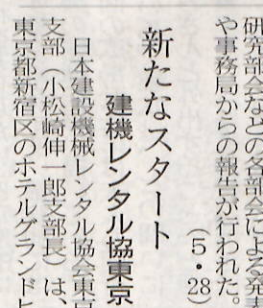 研究部会などの各部会による発表
や事務局からの報告が行われた。
(5・28)
新たなスタート
建機レンタル協東京
日本建設機械レンタル協会東京
支部(小松崎伸一郎支部長)は、
東京都新宿区のホテルグランドヒ